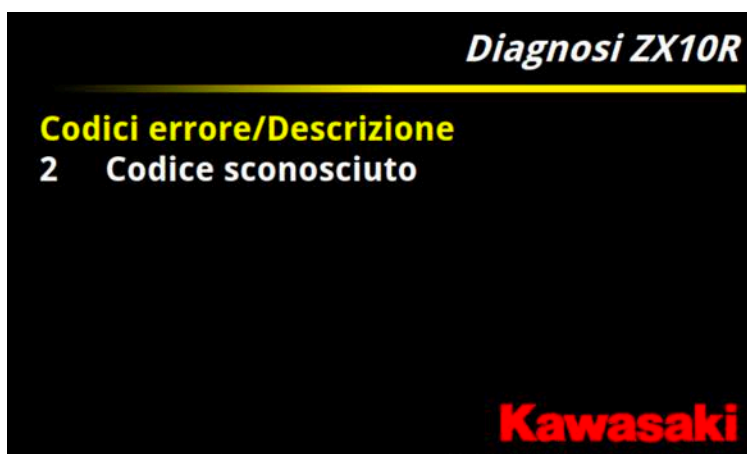 Diagnosi ZX10R
Codici errore/Descrizione
2 Codice sconosciuto
Kawasaki